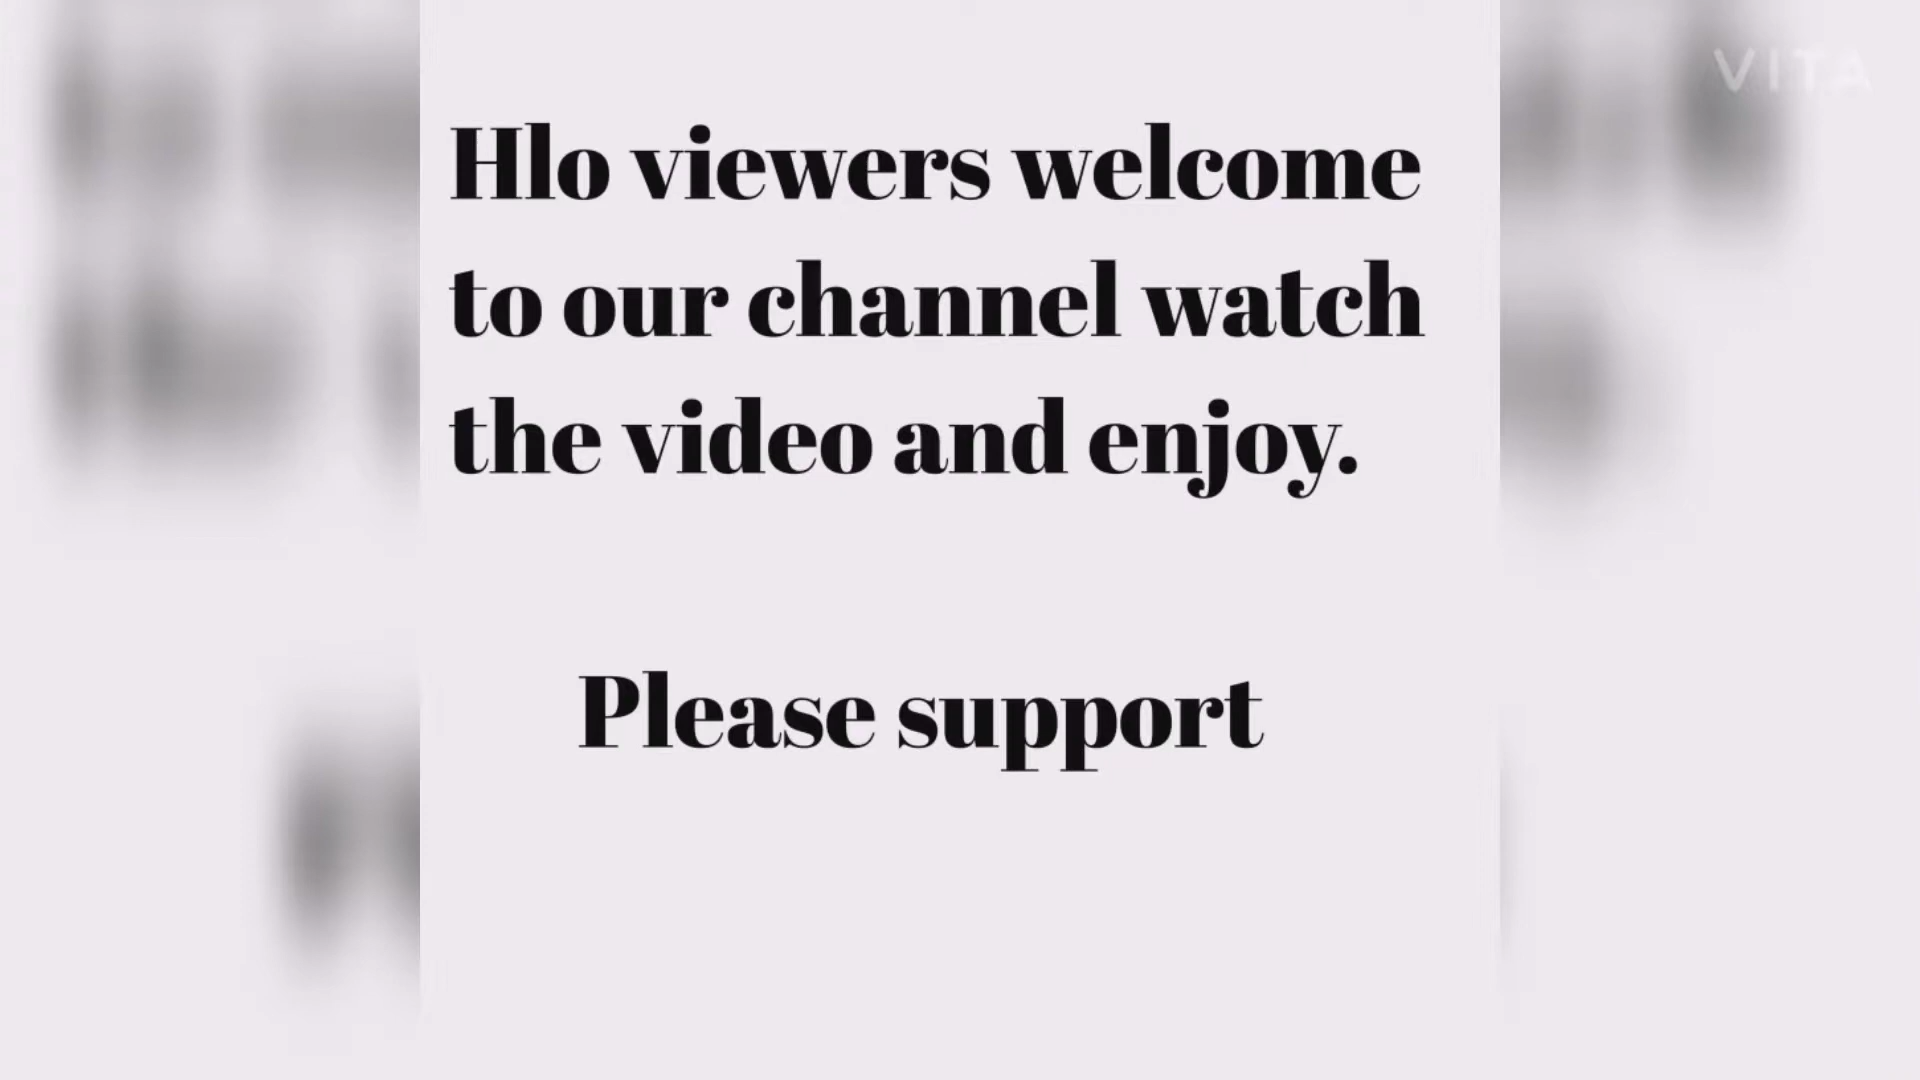 VITA
Hlo viewers welcome
to our channel watch
the video and enjoy.
Please support